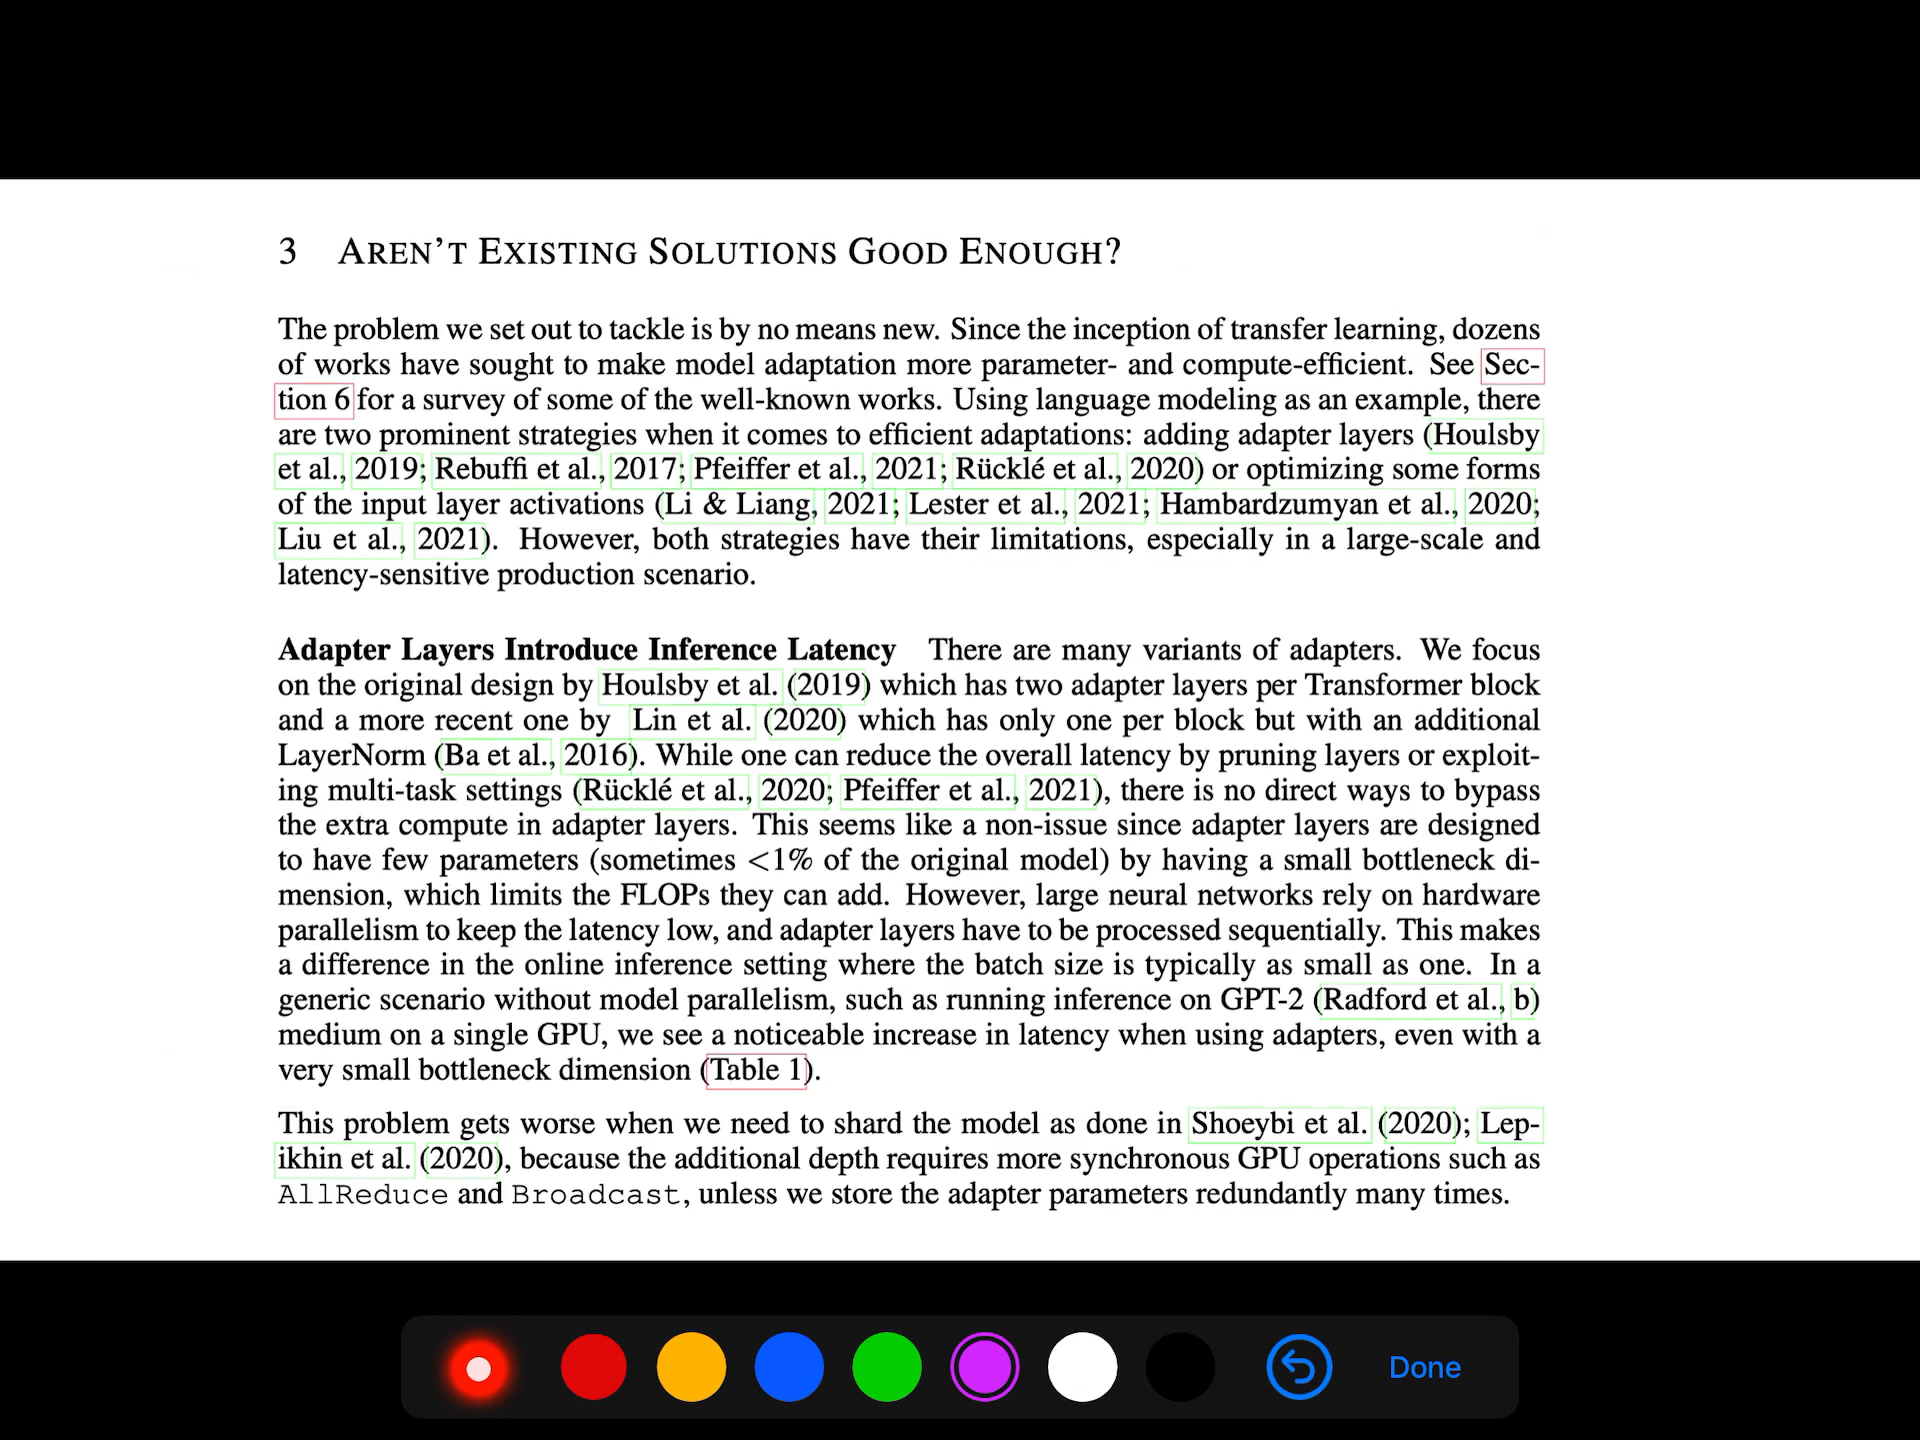 3 AREN'T EXISTING SOLUTIONS GOOD ENOUGH?
The problem we set out to tackle is by no means new. Since the inception of transfer learning, dozens
of works have sought to make model adaptation more parameter- and compute-efficient. See Sec-
tion 6 for a survey of some of the well-known works. Using language modeling as an example, there
are two prominent strategies when it comes to efficient adaptations: adding adapter layers (Houlsby
et al., 2019; Rebuffi et al., 2017; Pfeiffer et al., 2021; Rücklé et al., 2020) or optimizing some forms
of the input layer activations (Li & Liang, 2021; Lester et al., 2021; Hambardzumyan et al., 2020;
Liu et al., 2021). However, both strategies have their limitations, especially in a large-scale and
latency-sensitive production scenario.
Adapter Layers Introduce Inference Latency There are many variants of adapters. We focus
on the original design by Houlsby et al. (2019) which has two adapter layers per Transformer block
and a more recent one by Lin et al. (2020) which has only one per block but with an additional
LayerNorm (Ba et al., 2016). While one can reduce the overall latency by pruning layers or exploit-
ing multi-task settings (Rücklé et al., 2020; Pfeiffer et al., 2021), there is no direct ways to bypass
the extra compute in adapter layers. This seems like a non-issue since adapter layers are designed
to have few parameters (sometimes <1% of the original model) by having a small bottleneck di-
mension, which limits the FLOPs they can add. However, large neural networks rely on hardware
parallelism to keep the latency low, and adapter layers have to be processed sequentially. This makes
a difference in the online inference setting where the batch size is typically as small as one. In a
generic scenario without model parallelism, such as running inference on GPT-2 (Radford et al., b)
medium on a single GPU, we see a noticeable increase in latency when using adapters, even with a
very small bottleneck dimension (Table 1).
This problem gets worse when we need to shard the model as done in Shoeybi et al. (2020); Lep-
ikhin et al. (2020), because the additional depth requires more synchronous GPU operations such as
AllReduce and Broadcast, unless we store the adapter parameters redundantly many times.
Done